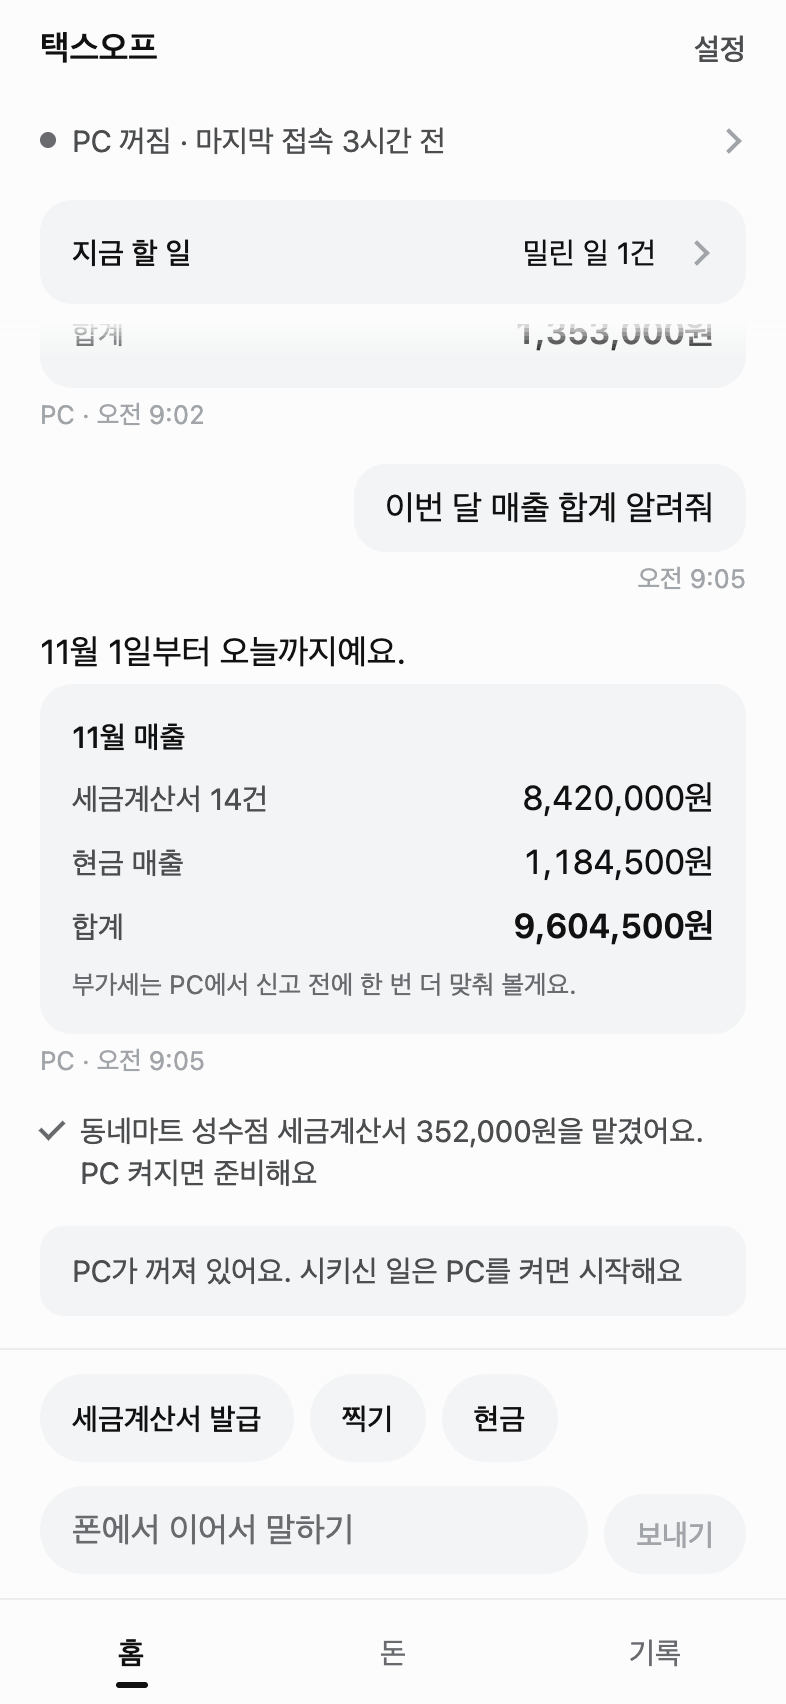 택스오프
설정
PC 꺼짐 · 마지막 접속 3시간 전
지금 할 일
밀린 일 1건
합계
1,353,000원
PC · 오전 9:02
이번 달 매출 합계 알려줘
오전 9:05
11월 1일부터 오늘까지예요.
11월 매출
세금계산서 14건
8,420,000원
현금 매출
1,184,500원
합계
9,604,500원
부가세는 PC에서 신고 전에 한 번 더 맞춰 볼게요.
PC · 오전 9:05
동네마트 성수점 세금계산서 352,000원을 맡겼어요.
PC 켜지면 준비해요
PC가 꺼져 있어요. 시키신 일은 PC를 켜면 시작해요
세금계산서 발급
찍기
현금
폰에서 이어서 말하기
보내기
홈
돈
기록